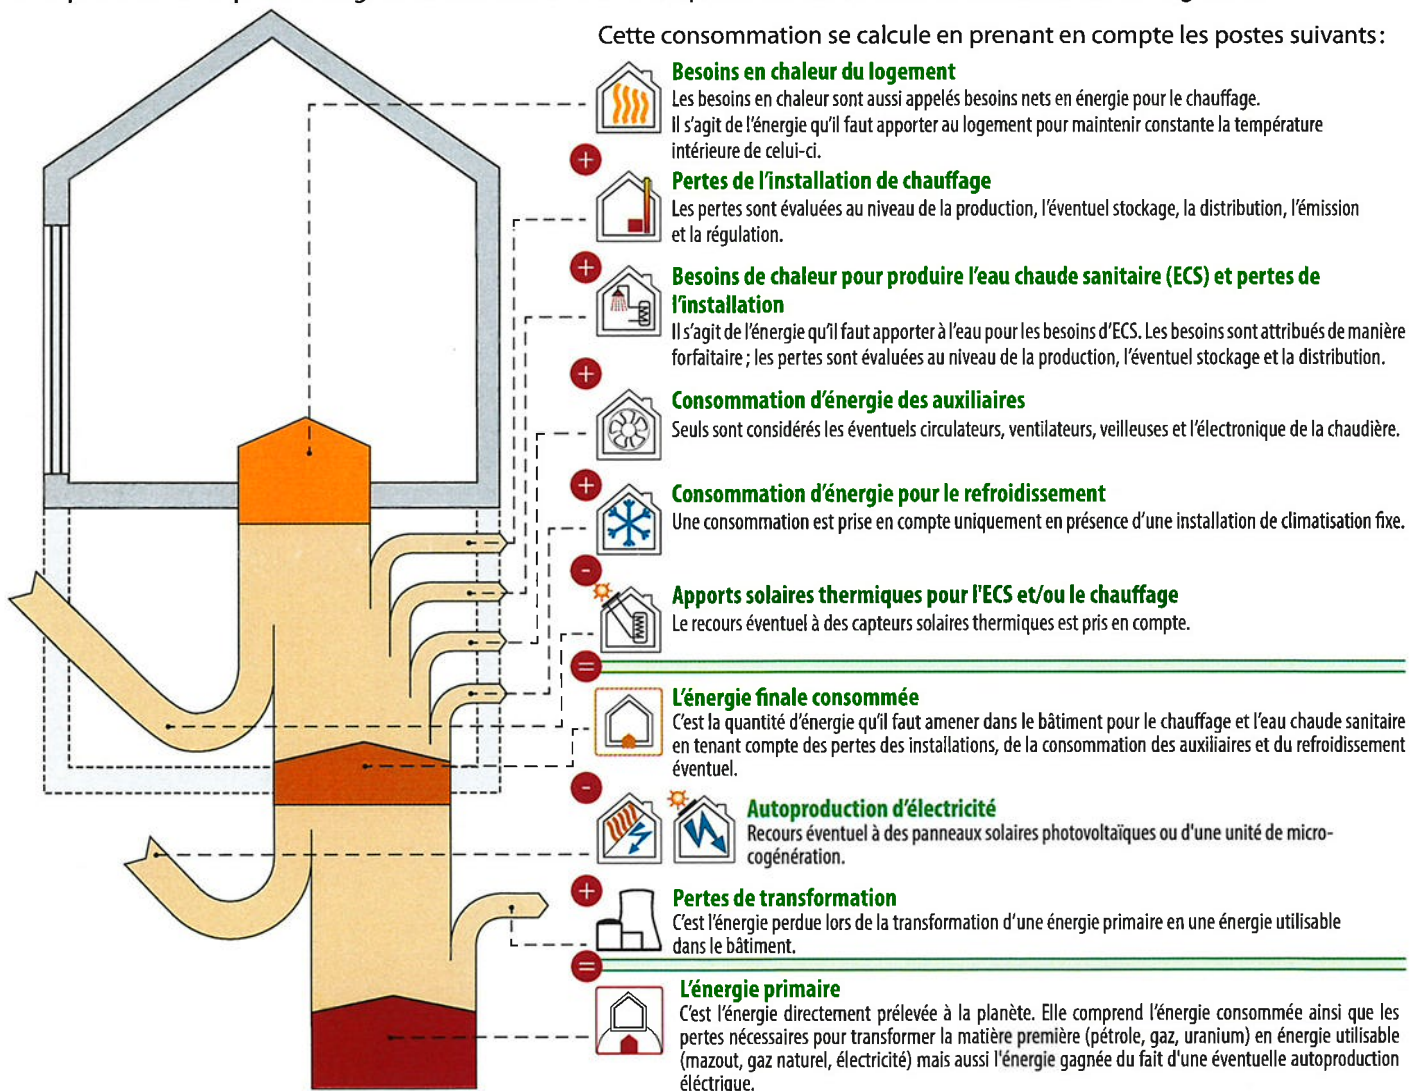 Cette consommation se calcule en prenant en compte les postes suivants :
Besoins en chaleur du logement
Les besoins en chaleur sont aussi appelés besoins nets en énergie pour le chauffage.
Il s'agit de l'énergie qu'il faut apporter au logement pour maintenir constante la température
intérieure de celui-ci.
+
Pertes de l'installation de chauffage
Les pertes sont évaluées au niveau de la production, l'éventuel stockage, la distribution, l'émission
et la régulation.
+
Besoins de chaleur pour produire l'eau chaude sanitaire (ECS) et pertes de
l'installation
Il s'agit de l'énergie qu'il faut apporter à l'eau pour les besoins d'ECS. Les besoins sont attribués de manière
forfaitaire ; les pertes sont évaluées au niveau de la production, l'éventuel stockage et la distribution.
+
Consommation d'énergie des auxiliaires
Seuls sont considérés les éventuels circulateurs, ventilateurs, veilleuses et l'électronique de la chaudière.
+
Consommation d'énergie pour le refroidissement
Une consommation est prise en compte uniquement en présence d'une installation de climatisation fixe.
-
Apports solaires thermiques pour l'ECS et/ou le chauffage
Le recours éventuel à des capteurs solaires thermiques est pris en compte.
=
L'énergie finale consommée
C'est la quantité d'énergie qu'il faut amener dans le bâtiment pour le chauffage et l'eau chaude sanitaire
en tenant compte des pertes des installations, de la consommation des auxiliaires et du refroidissement
éventuel.
-
Autoproduction d'électricité
Recours éventuel à des panneaux solaires photovoltaïques ou d'une unité de micro-
cogénération.
+
Pertes de transformation
C'est l'énergie perdue lors de la transformation d'une énergie primaire en une énergie utilisable
dans le bâtiment.
=
L'énergie primaire
C'est l'énergie directement prélevée à la planète. Elle comprend l'énergie consommée ainsi que les
pertes nécessaires pour transformer la matière première (pétrole, gaz, uranium) en énergie utilisable
(mazout, gaz naturel, électricité) mais aussi l'énergie gagnée du fait d'une éventuelle autoproduction
éléctrique.